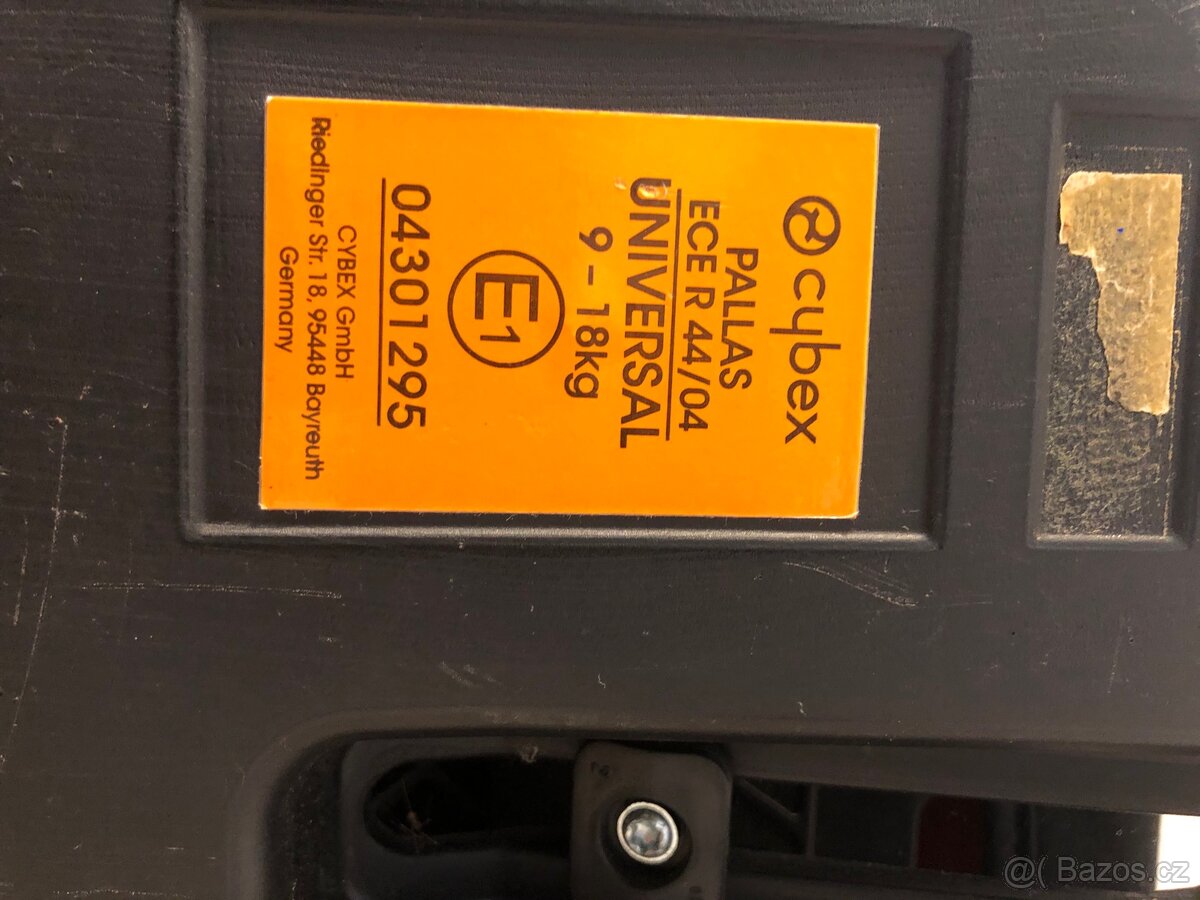 cybex
PALLAS
ECE R 44/04
UNIVERSAL
9 - 18kg
E1
04301295
CYBEX GmbH
Riedinger Str. 18, 95448 Bayreuth
Germany
@( Bazos.cz